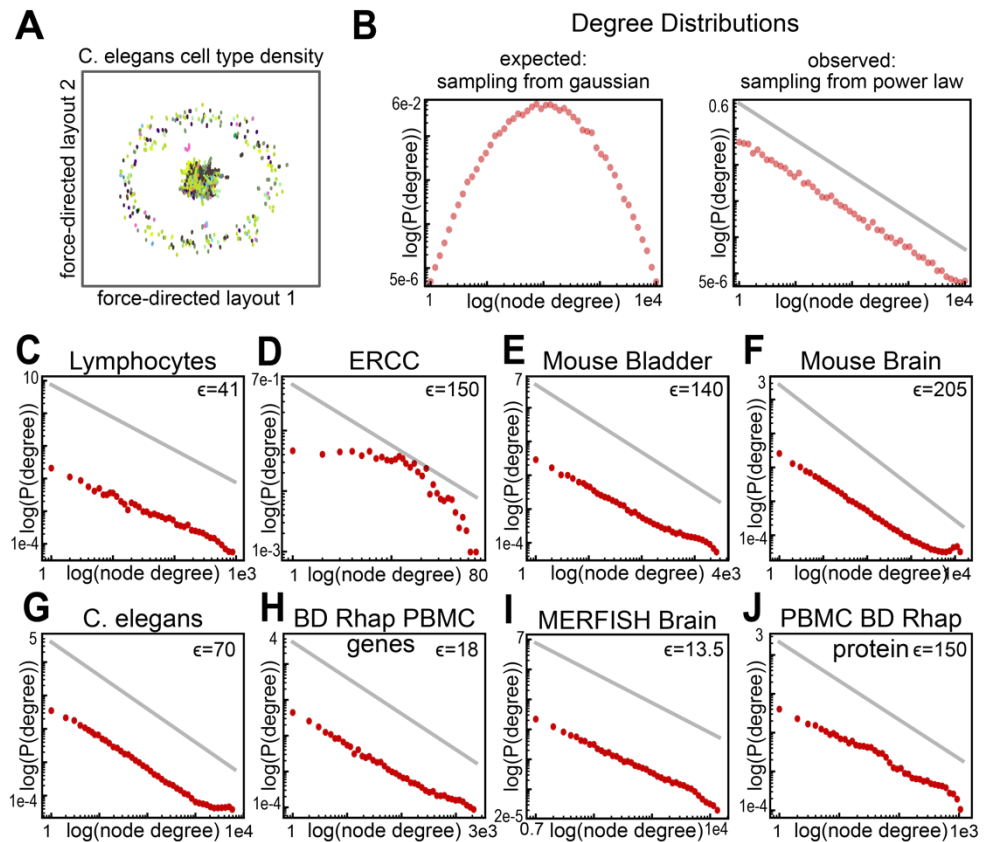 A
C. elegans cell type density
force-directed layout 2
force-directed layout 1
B
Degree Distributions
expected:
sampling from gaussian
6e-2
log(P(degree))
5e-6
1
log(node degree)
1e4
observed:
sampling from power law
0.6
log(P(degree))
5e-6
1
log(node degree)
1e4
C
Lymphocytes
10
ϵ=41
log(P(degree))
1e-4
1
log(node degree)
1e3
D
ERCC
7e-1
ϵ=150
log(P(degree))
1e-3
1
log(node degree)
80
E
Mouse Bladder
7
ϵ=140
log(P(degree))
1e-4
1
log(node degree)
4e3
F
Mouse Brain
3
ϵ=205
log(P(degree))
1e-4
1
log(node degree)
1e4
G
C. elegans
5
ϵ=70
log(P(degree))
1e-4
1
log(node degree)
1e4
H
BD Rhap PBMC
genes
4
ϵ=18
log(P(degree))
1e-4
1
log(node degree)
3e3
I
MERFISH Brain
7
ϵ=13.5
log(P(degree))
2e-5
0.7
log(node degree)
1e4
J
PBMC BD Rhap
protein
3
ϵ=150
log(P(degree))
1e-4
1
log(node degree)
1e3